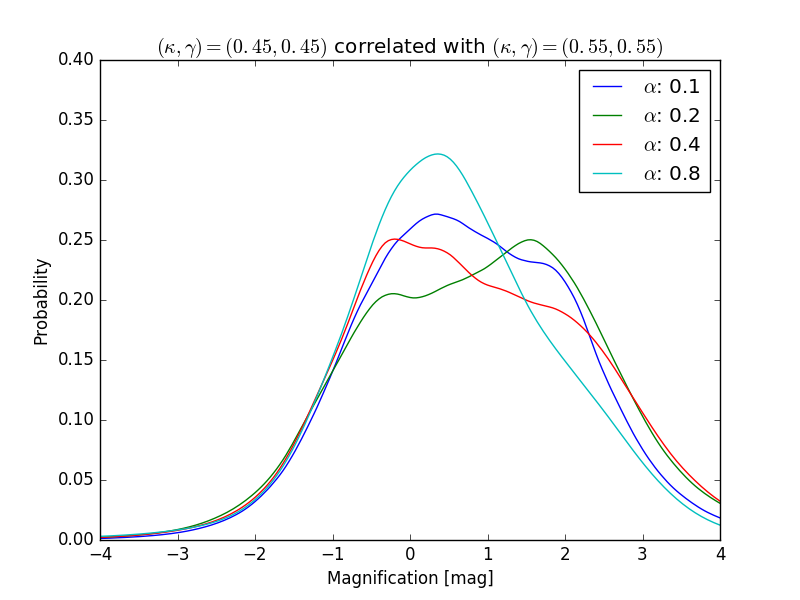 (κ, γ) = (0.45, 0.45) correlated with (κ, γ) = (0.55, 0.55)
0.40
0.35
0.30
0.25
0.20
0.15
0.10
0.05
0.00
Probability
α: 0.1
α: 0.2
α: 0.4
α: 0.8
−4 −3 −2 −1 0 1 2 3 4
Magnification [mag]